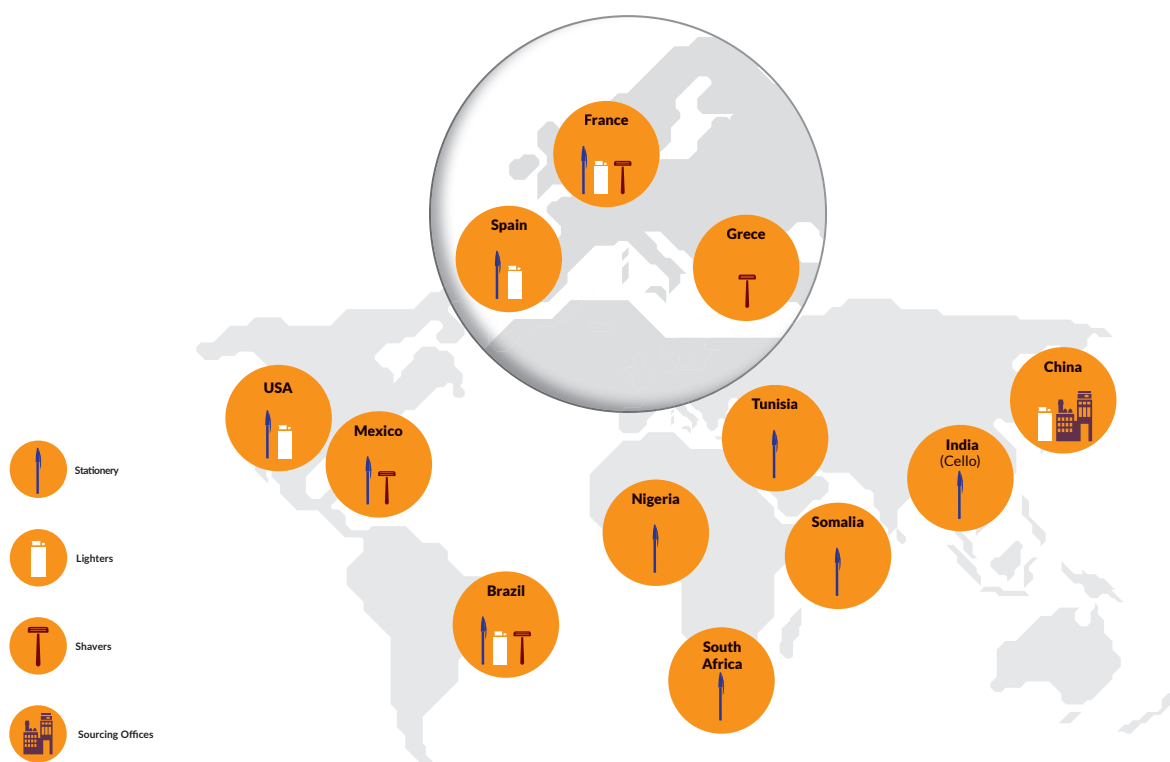 France
Spain
Grece
USA
Mexico
China
Tunisia
India
(Cello)
Nigeria
Somalia
Brazil
South
Africa
Stationery
Lighters
Shavers
Sourcing Offices